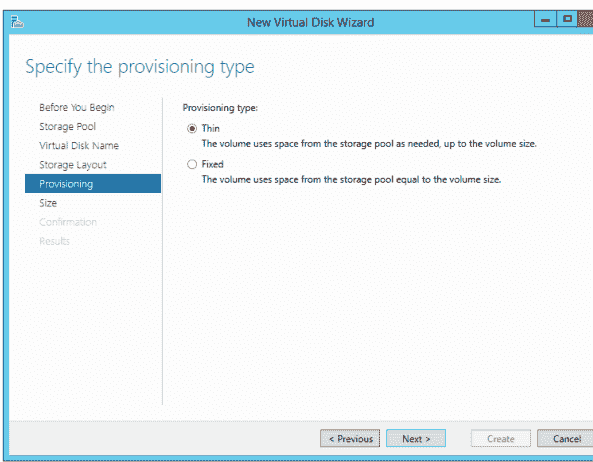 New Virtual Disk Wizard
Specify the provisioning type
Before You Begin
Storage Pool
Virtual Disk Name
Storage Layout
Provisioning
Size
Confirmation
Results
Provisioning type:
Thin
The volume uses space from the storage pool as needed, up to the volume size.
Fixed
The volume uses space from the storage pool equal to the volume size.
< Previous
Next >
Create
Cancel